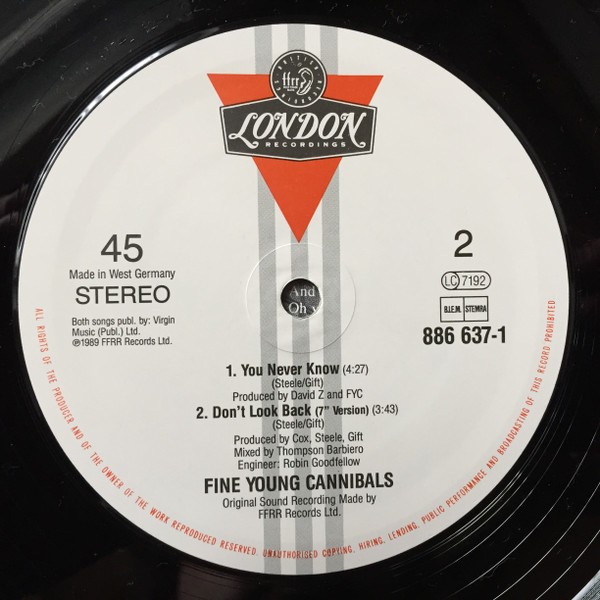 ffrr
LONDON
RECORDINGS
45
Made in West Germany
STEREO
Both songs publ. by: Virgin
Music (Publ.) Ltd.
℗1989 FFRR Records Ltd.
2
LC 7192
B.I.E.M. STEMRA
886 637-1
And
Oh
1. You Never Know (4:27)
(Steele/Gift)
Produced by David Z and FYC
2. Don't Look Back (7" Version) (3:43)
(Steele/Gift)
Produced by Cox, Steele, Gift
Mixed by Thompson Barbiero
Engineer: Robin Goodfellow
FINE YOUNG CANNIBALS
Original Sound Recording Made by
FFRR Records Ltd.
ALL RIGHTS OF THE PRODUCER AND OF THE OWNER OF THE WORK REPRODUCED RESERVED. UNAUTHORISED COPYING, HIRING, LENDING, PUBLIC PERFORMANCE AND BROADCASTING OF THIS RECORD PROHIBITED